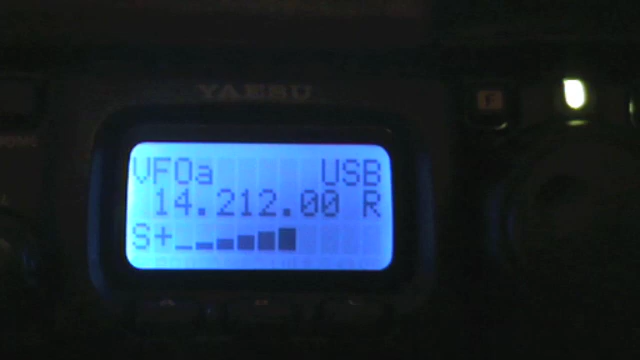 YAESU
F
VFOa USB
14.212.00 R
S+
A B C